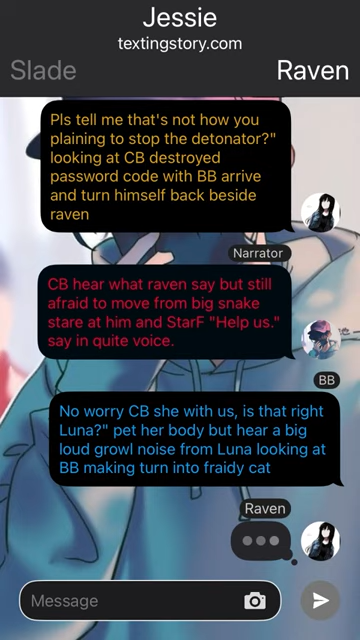 Jessie
textingstory.com
Slade
Raven
Pls tell me that's not how you
plaining to stop the detonator?"
looking at CB destroyed
password code with BB arrive
and turn himself back beside
raven
Narrator
CB hear what raven say but still
afraid to move from big snake
stare at him and StarF "Help us."
say in quite voice.
BB
No worry CB she with us, is that right
Luna?" pet her body but hear a big
loud growl noise from Luna looking at
BB making turn into fraidy cat
Raven
Message